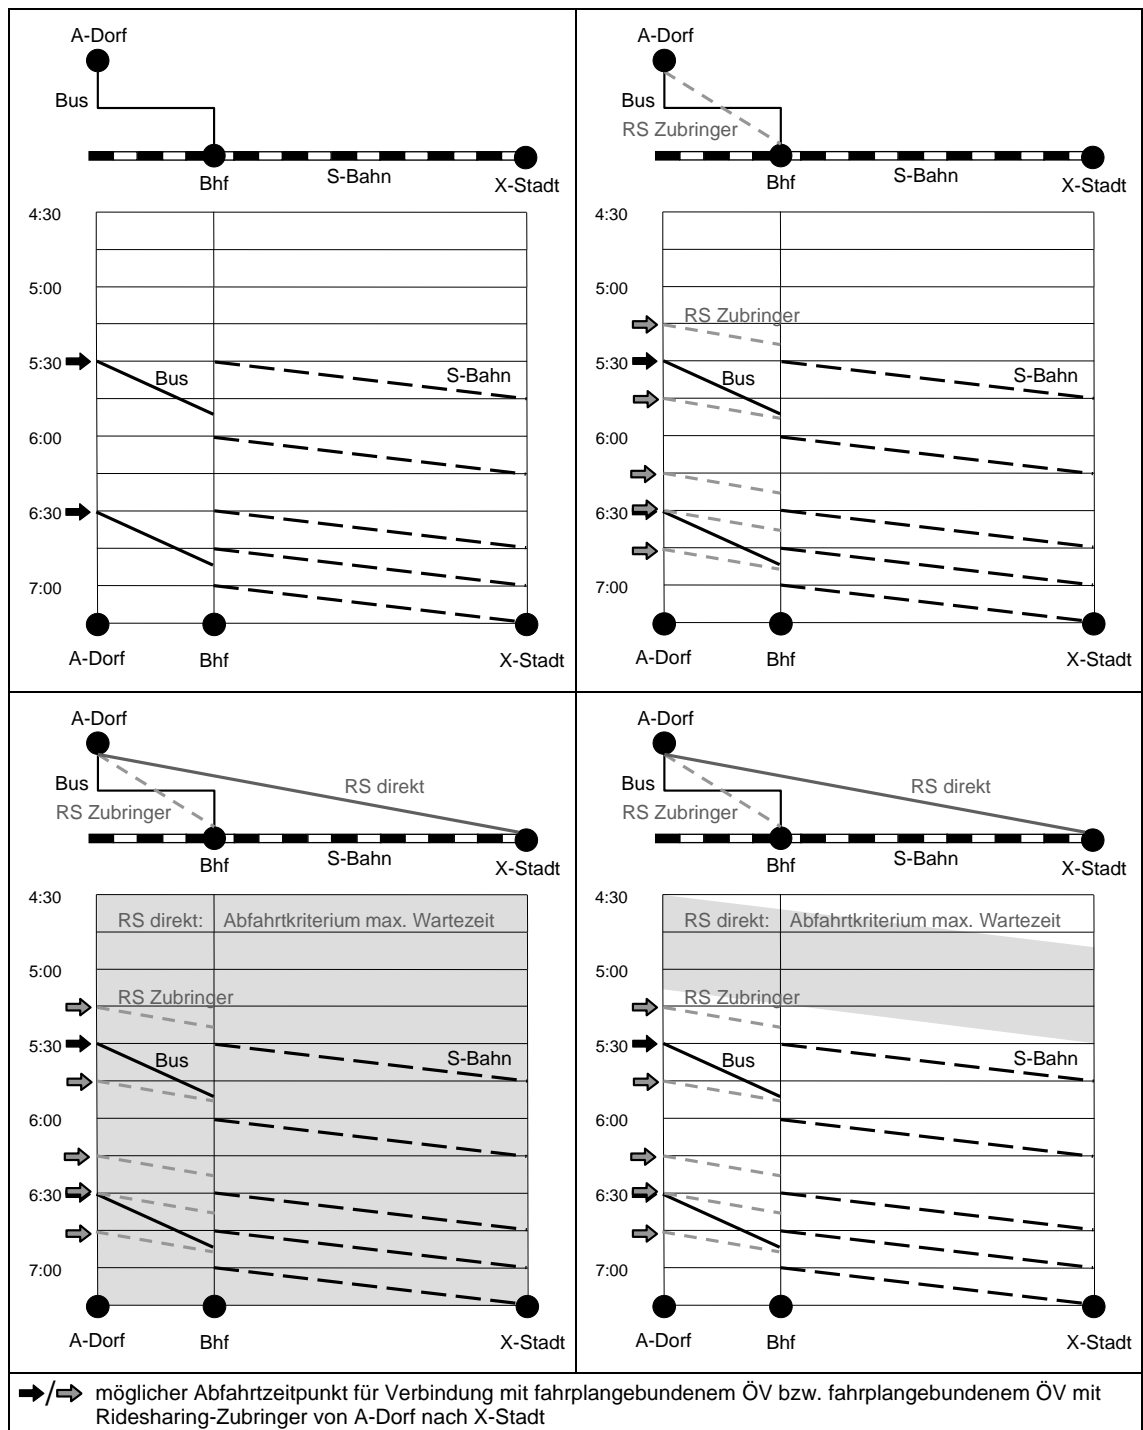 A-Dorf
Bus
Bhf
S-Bahn
X-Stadt
4:30
5:00
5:30
Bus
S-Bahn
6:00
6:30
7:00
A-Dorf
Bhf
X-Stadt
A-Dorf
Bus
RS Zubringer
Bhf
S-Bahn
X-Stadt
4:30
5:00
RS Zubringer
5:30
Bus
S-Bahn
6:00
6:30
7:00
A-Dorf
Bhf
X-Stadt
A-Dorf
Bus
RS direkt
RS Zubringer
Bhf
S-Bahn
X-Stadt
4:30
RS direkt: Abfahrtkriterium max. Wartezeit
5:00
RS Zubringer
5:30
Bus
S-Bahn
6:00
6:30
7:00
A-Dorf
Bhf
X-Stadt
A-Dorf
Bus
RS direkt
RS Zubringer
Bhf
S-Bahn
X-Stadt
4:30
RS direkt: Abfahrtkriterium max. Wartezeit
5:00
RS Zubringer
5:30
Bus
S-Bahn
6:00
6:30
7:00
A-Dorf
Bhf
X-Stadt
/ möglicher Abfahrtzeitpunkt für Verbindung mit fahrplangebundenem ÖV bzw. fahrplangebundenem ÖV mit
Ridesharing-Zubringer von A-Dorf nach X-Stadt